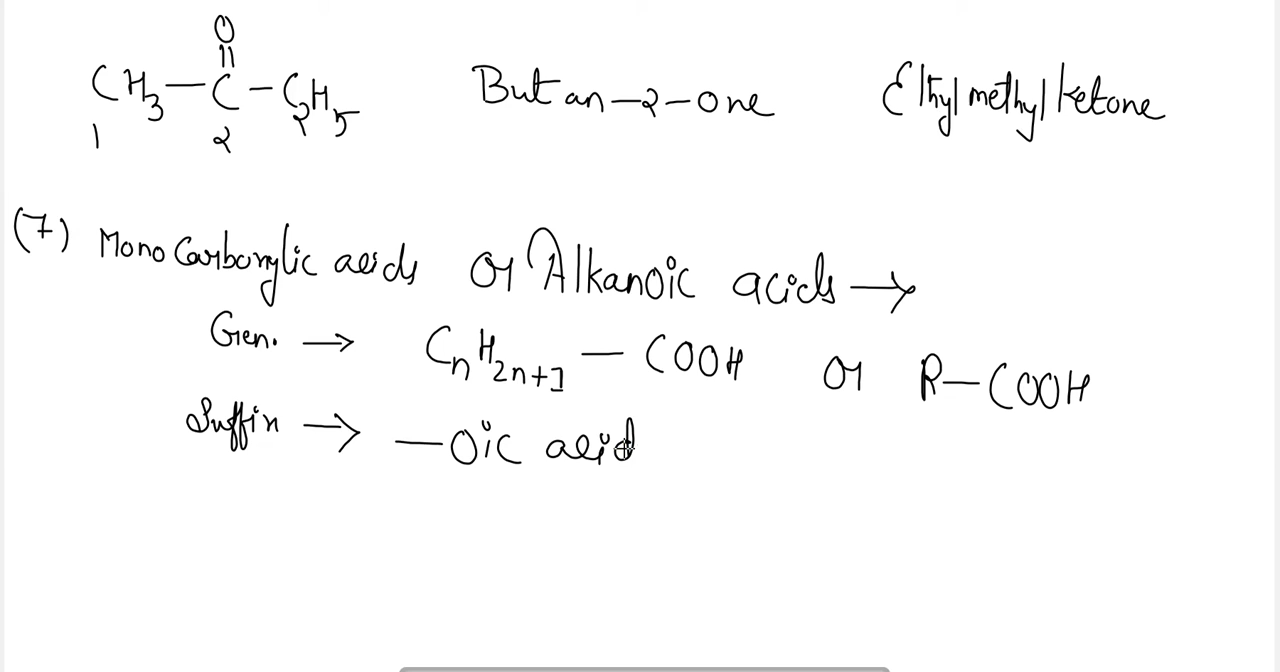 O
||
CH3—C—C2H5 Butan—2—one Ethyl methyl ketone
1 2
(7) Mono Carboxylic acids Or Alkanoic acids →
Gen. → CnH2n+1 — COOH Or R—COOH
Suffix → —Oic acid